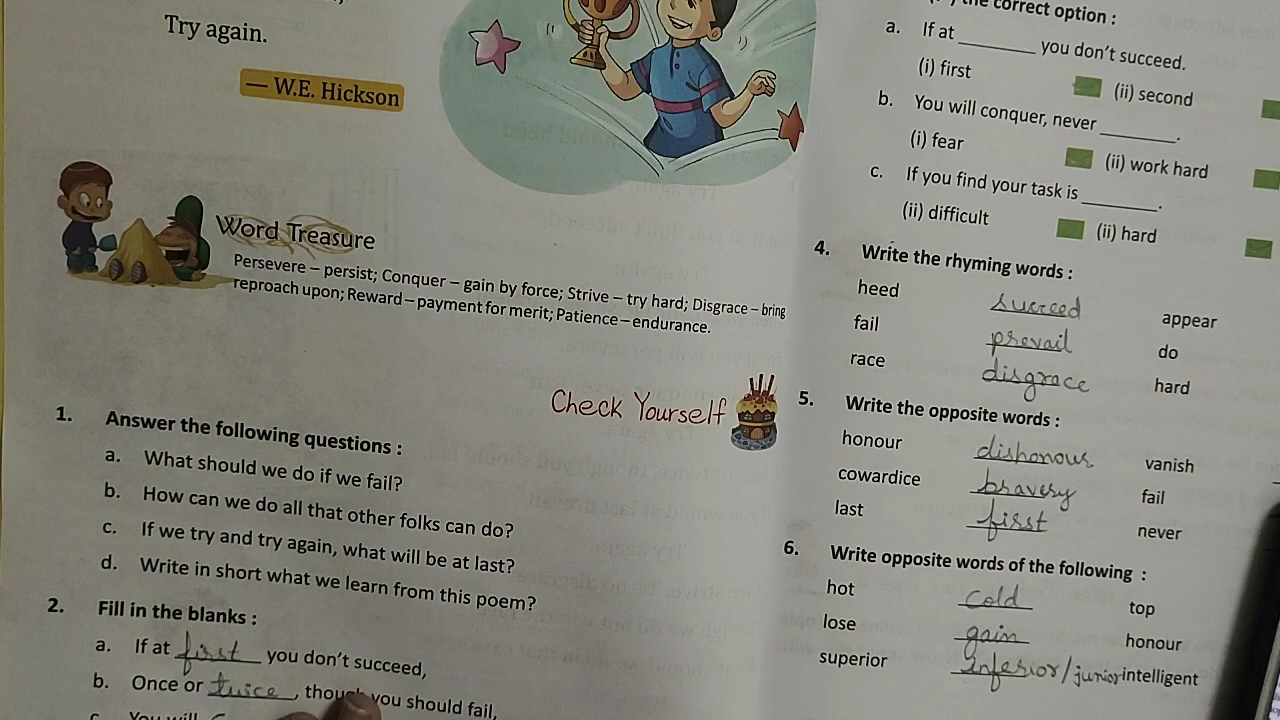 Try again.
— W.E. Hickson
Word Treasure
Persevere – persist; Conquer – gain by force; Strive – try hard; Disgrace – bring
reproach upon; Reward – payment for merit; Patience – endurance.
Check Yourself
1. Answer the following questions :
a. What should we do if we fail?
b. How can we do all that other folks can do?
c. If we try and try again, what will be at last?
d. Write in short what we learn from this poem?
2. Fill in the blanks :
a. If at first you don't succeed,
b. Once or twice, though you should fail,
c. You will
the correct option :
a. If at ______ you don't succeed.
(i) first (ii) second
b. You will conquer, never ______.
(i) fear (ii) work hard
c. If you find your task is ______.
(ii) difficult (ii) hard
4. Write the rhyming words :
heed succeed appear
fail prevail do
race disgrace hard
5. Write the opposite words :
honour dishonour vanish
cowardice bravery fail
last first never
6. Write opposite words of the following :
hot cold top
lose gain honour
superior inferior/junior intelligent